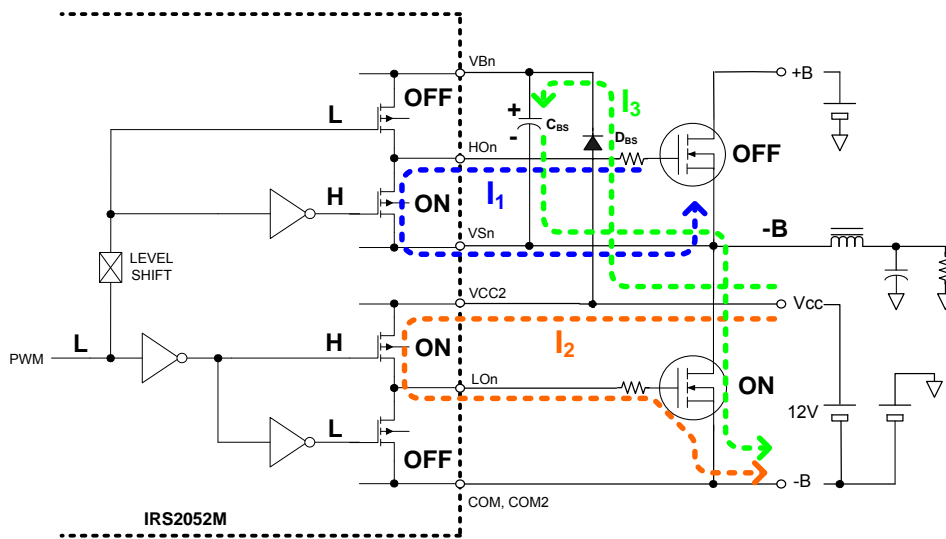 VBn
+B
OFF
I3
L
+
CBS
-
DBS
HOn
OFF
H
ON
I1
-B
VSn
LEVEL
SHIFT
VCC2
Vcc
PWM
L
H
ON
I2
LOn
ON
12V
L
OFF
-B
COM, COM2
IRS2052M